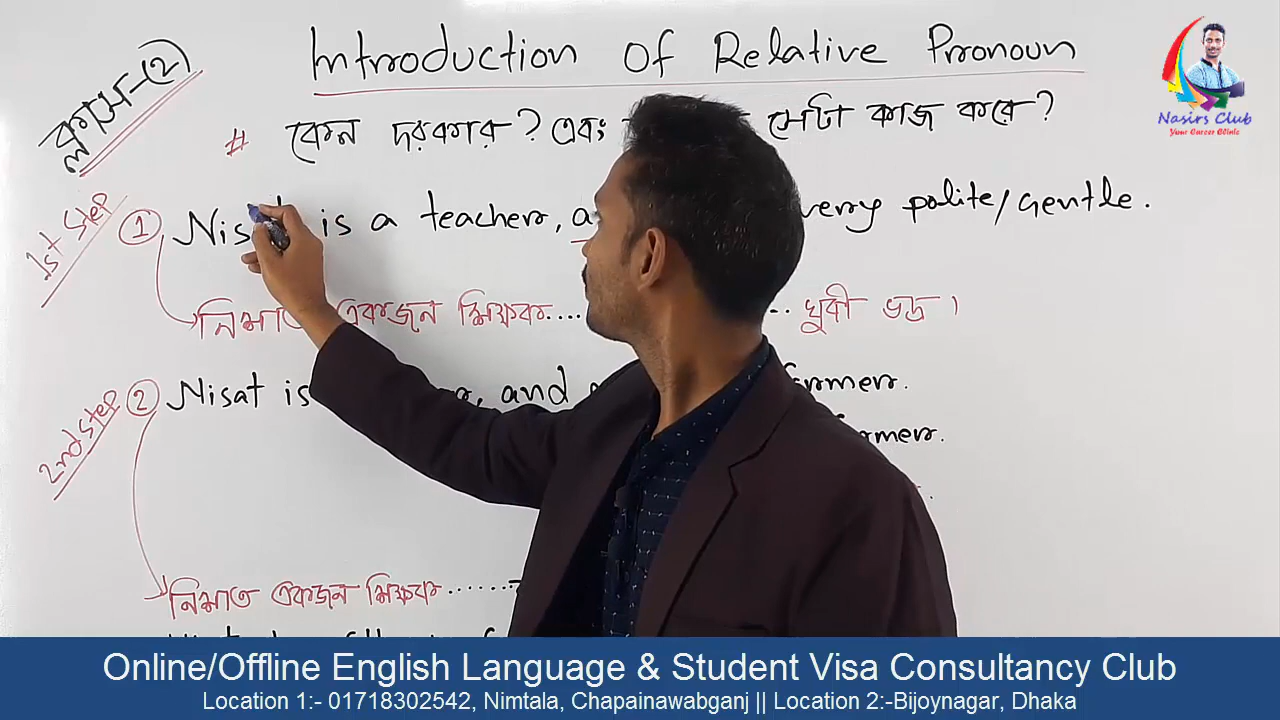 Introduction Of Relative Pronoun
ক্লাস-(২)
# কেন দরকার? এবং সেটা কাজ করে?
Nasirs Club
Your Career Clinic
1st Step
① Nisat is a teacher, very polite/Gentle.
নিসাত একজন শিক্ষক.... খুবী ভদ্র।
2nd Step
② Nisat is and farmer.
নিসাত একজন শিক্ষক
Online/Offline English Language & Student Visa Consultancy Club
Location 1:- 01718302542, Nimtala, Chapainawabganj || Location 2:-Bijoynagar, Dhaka